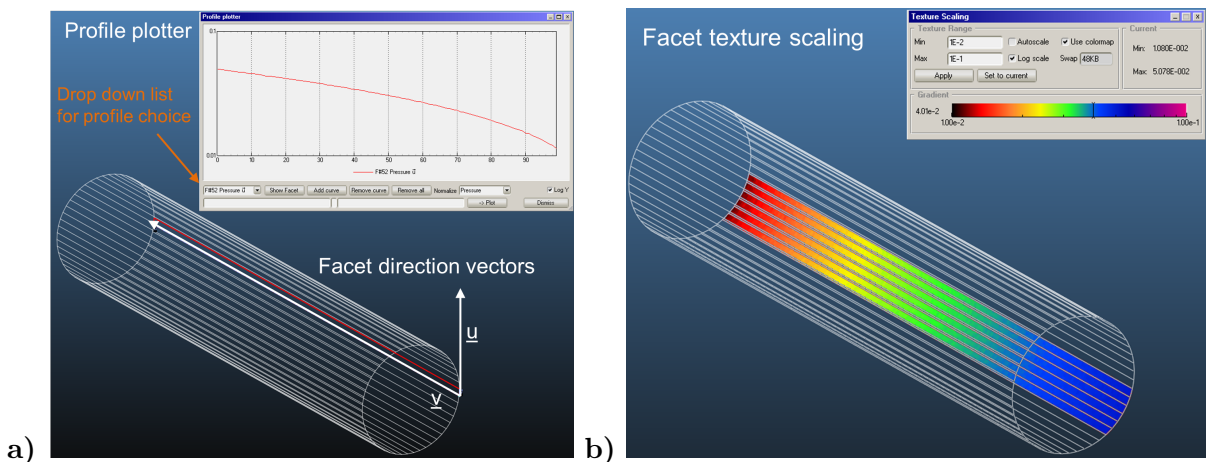 Profile plotter
Profile plotter
0.1
0.01
0 10 20 30 40 50 60 70 80 90
Drop down list
for profile choice
Show Facet Add curve Remove curve Remove all Normalize Pressure Log Y
-> Plot Dismiss
Facet direction vectors
u
v
a)
Facet texture scaling
Texture Scaling
Texture Range
Min 1E-2 Autoscale Use colormap
Max 1E-1 Log scale Swap 48KB
Apply Set to current
Current
Min: 1.080E-002
Max: 5.078E-002
Gradient
4.01e-2
1.00e-2 1.00e-1
b)